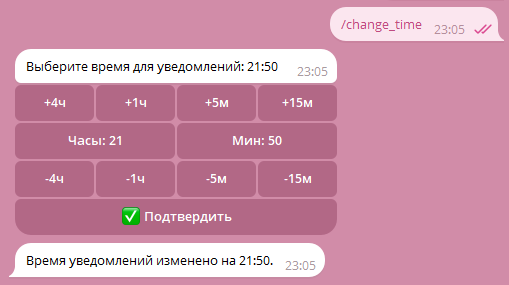 /change_time 23:05
Выберите время для уведомлений: 21:50 23:05
+4ч +1ч +5м +15м
Часы: 21 Мин: 50
-4ч -1ч -5м -15м
✅ Подтвердить
Время уведомлений изменено на 21:50. 23:05